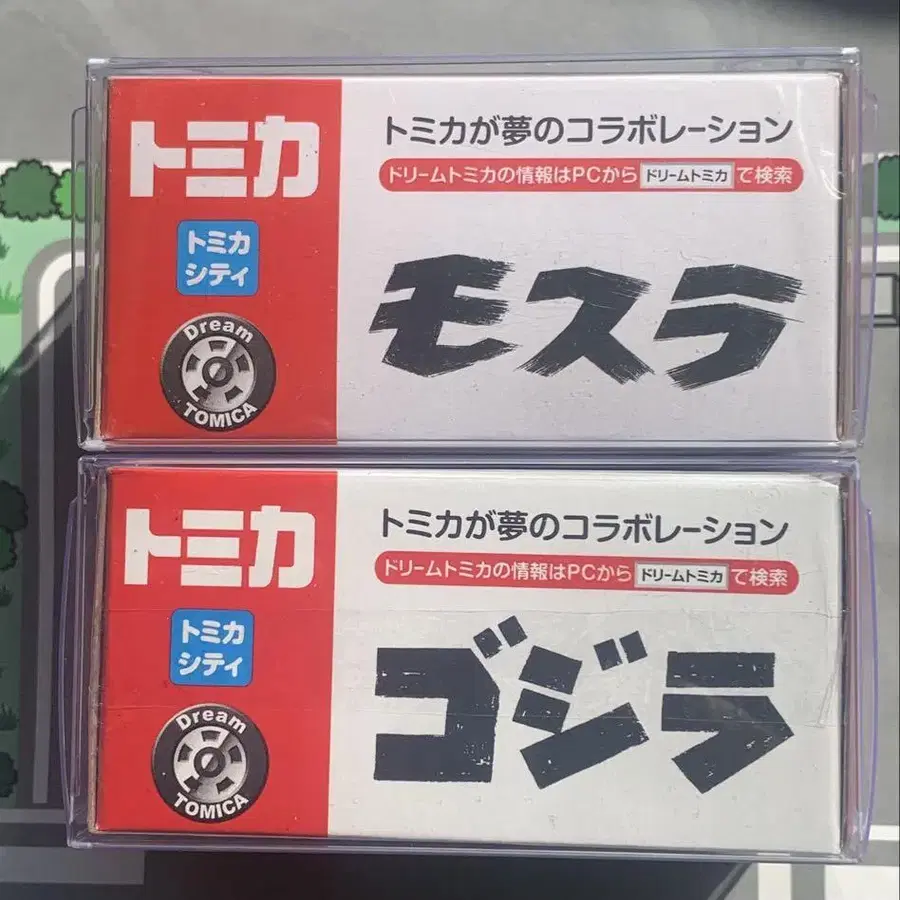 トミカ
トミカ
シティ
Dream
TOMICA
トミカが夢のコラボレーション
ドリームトミカの情報はPCから ドリームトミカ で検索
モスラ
トミカ
トミカ
シティ
Dream
TOMICA
トミカが夢のコラボレーション
ドリームトミカの情報はPCから ドリームトミカ で検索
ゴジラ